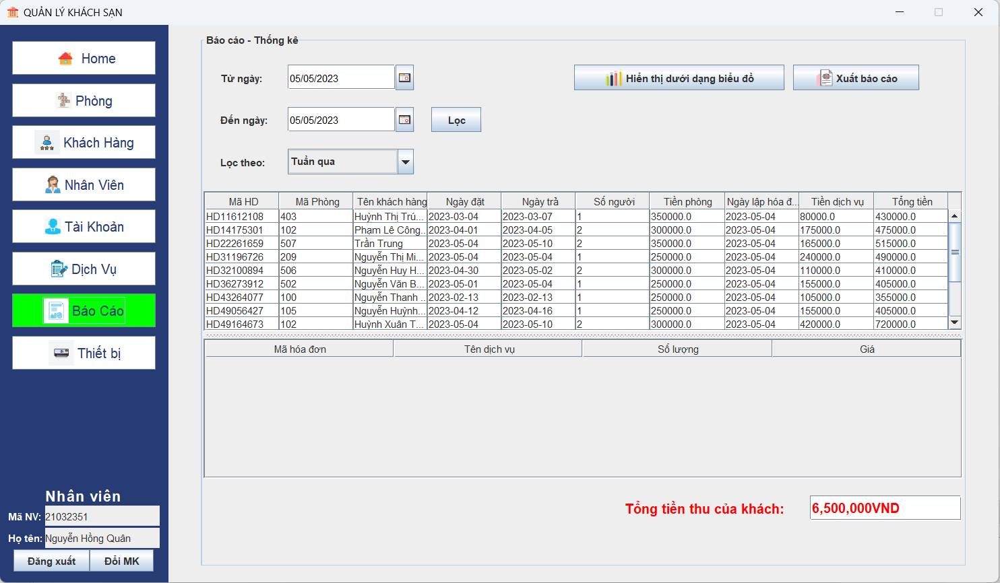 QUẢN LÝ KHÁCH SẠN
Home
Phòng
Khách Hàng
Nhân Viên
Tài Khoản
Dịch Vụ
Báo Cáo
Thiết bị
Nhân viên
Mã NV: 21032351
Họ tên: Nguyễn Hồng Quân
Đăng xuất Đổi MK
Báo cáo - Thống kê
Từ ngày: 05/05/2023 Hiển thị dưới dạng biểu đồ Xuất báo cáo
Đến ngày: 05/05/2023 Lọc
Lọc theo: Tuần qua
Mã HD Mã Phòng Tên khách hàng Ngày đặt Ngày trả Số người Tiền phòng Ngày lập hóa đ... Tiền dịch vụ Tổng tiền
HD11612108 403 Huỳnh Thị Trú... 2023-03-04 2023-03-07 1 350000.0 2023-05-04 80000.0 430000.0
HD14175301 102 Phạm Lê Công... 2023-04-01 2023-04-05 2 300000.0 2023-05-04 175000.0 475000.0
HD22261659 507 Trần Trung 2023-05-04 2023-05-10 2 350000.0 2023-05-04 165000.0 515000.0
HD31196726 209 Nguyễn Thị Mi... 2023-05-04 2023-05-04 1 250000.0 2023-05-04 240000.0 490000.0
HD32100894 506 Nguyễn Huy H... 2023-04-30 2023-05-02 2 300000.0 2023-05-04 110000.0 410000.0
HD36273912 502 Nguyễn Văn B... 2023-05-01 2023-05-04 1 250000.0 2023-05-04 155000.0 405000.0
HD43264077 100 Nguyễn Thanh ... 2023-02-13 2023-02-13 1 250000.0 2023-05-04 105000.0 355000.0
HD49056427 105 Nguyễn Huỳnh... 2023-04-12 2023-04-16 1 250000.0 2023-05-04 155000.0 405000.0
HD49164673 102 Huỳnh Xuân T... 2023-05-04 2023-05-10 2 300000.0 2023-05-04 420000.0 720000.0
Mã hóa đơn Tên dịch vụ Số lượng Giá
Tổng tiền thu của khách: 6,500,000VND